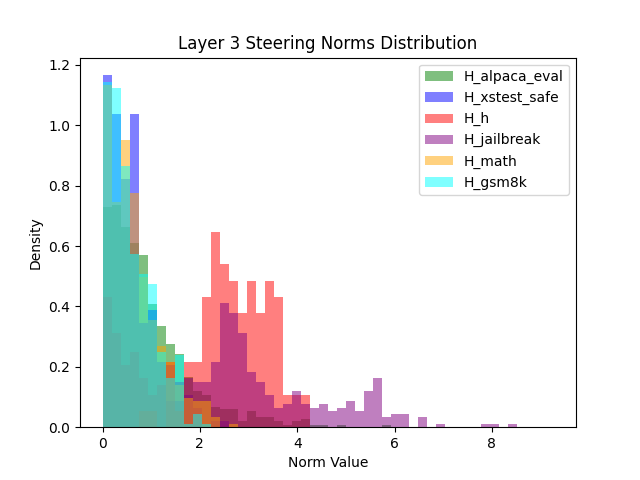 Layer 3 Steering Norms Distribution
H_alpaca_eval
H_xstest_safe
H_h
H_jailbreak
H_math
H_gsm8k
1.2
1.0
0.8
0.6
0.4
0.2
0.0
Density
0 2 4 6 8
Norm Value